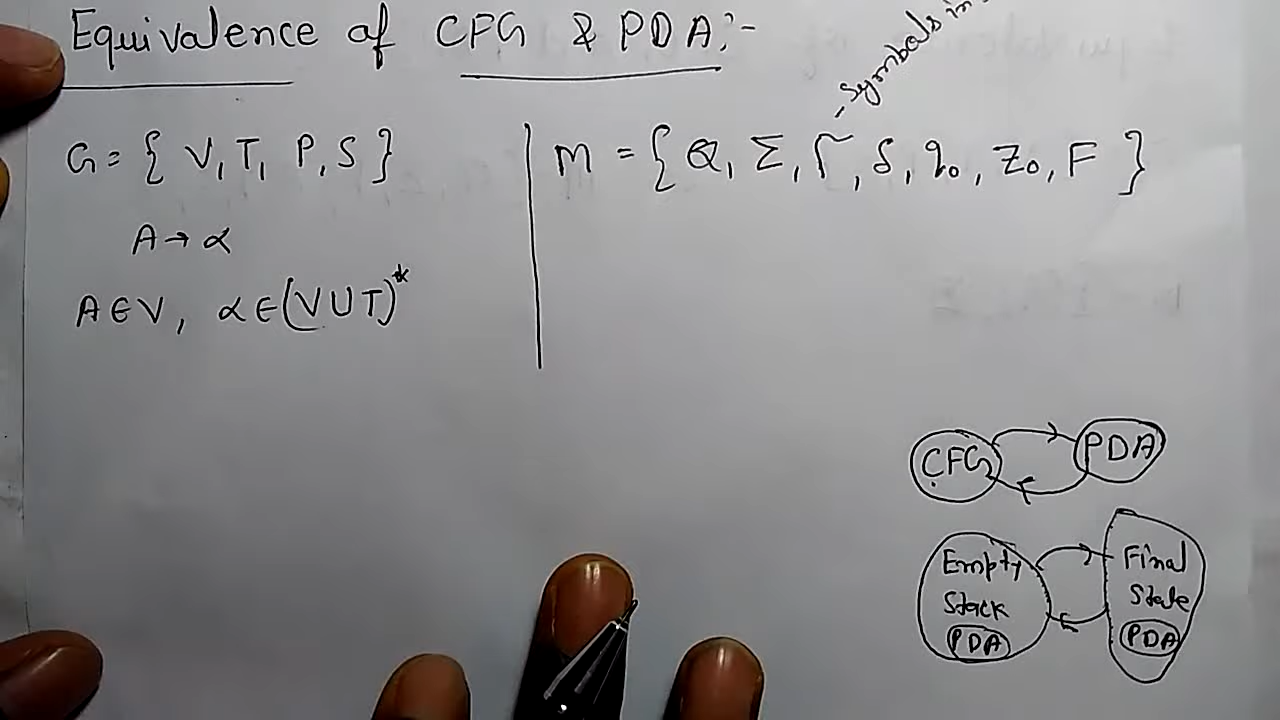 Equivalence of CFG & PDA:-
- Symbols in
G = { V, T, P, S }
M = { Q, Σ, Γ, δ, q₀, Z₀, F }
A → α
A ∈ V, α ∈ (V ∪ T)*
CFG
PDA
Empty
Stack
PDA
Final
State
PDA